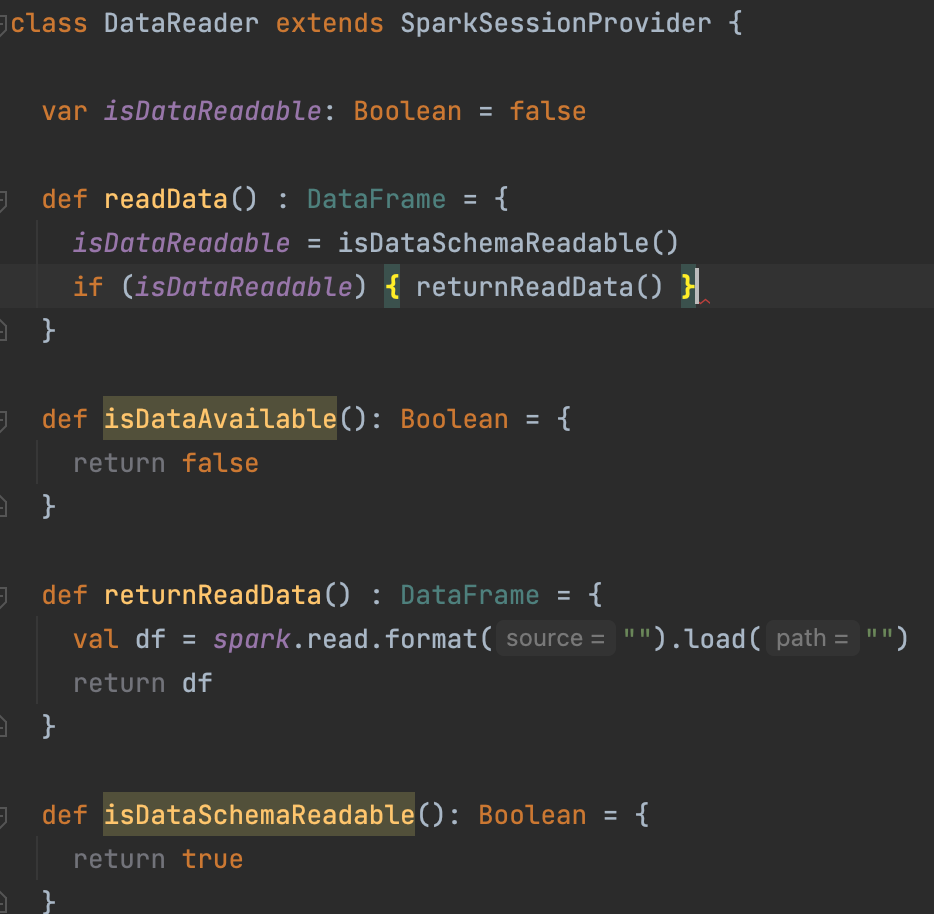 class DataReader extends SparkSessionProvider {
var isDataReadable: Boolean = false
def readData() : DataFrame = {
isDataReadable = isDataSchemaReadable()
if (isDataReadable) { returnReadData() }
}
def isDataAvailable(): Boolean = {
return false
}
def returnReadData() : DataFrame = {
val df = spark.read.format( source = "").load( path = "")
return df
}
def isDataSchemaReadable(): Boolean = {
return true
}